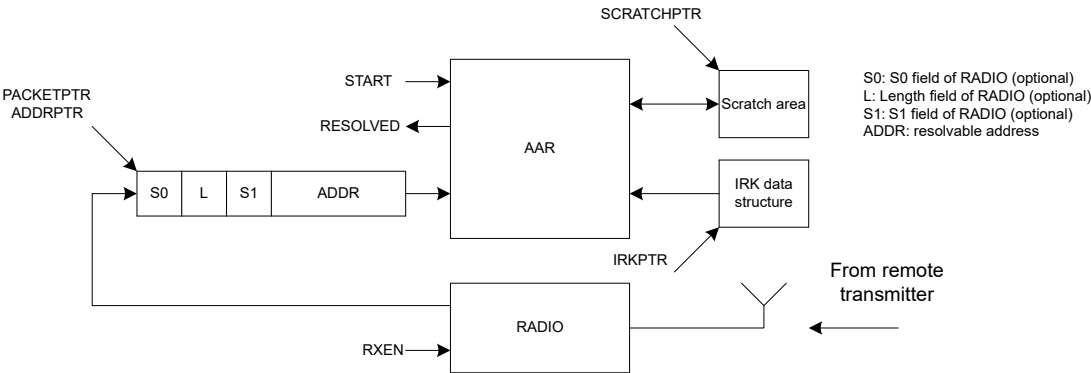 SCRATCHPTR
START
PACKETPTR
ADDRPTR
RESOLVED
AAR
Scratch area
S0: S0 field of RADIO (optional)
L: Length field of RADIO (optional)
S1: S1 field of RADIO (optional)
ADDR: resolvable address
S0
L
S1
ADDR
IRK data
structure
IRKPTR
From remote
transmitter
RADIO
RXEN